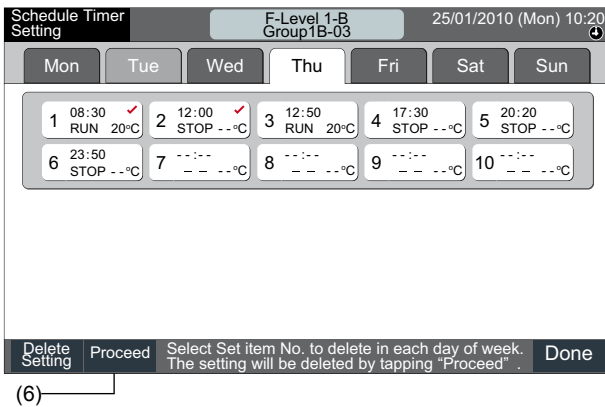 Schedule Timer
Setting
F-Level 1-B
Group1B-03
25/01/2010 (Mon) 10:20
Mon Tue Wed Thu Fri Sat Sun
1 08:30 ✓
RUN 20°C
2 12:00 ✓
STOP --°C
3 12:50
RUN 20°C
4 17:30
STOP --°C
5 20:20
STOP --°C
6 23:50
STOP --°C
7 --:--
-- --°C
8 --:--
-- --°C
9 --:--
-- --°C
10 --:--
-- --°C
Delete
Setting
Proceed
Select Set item No. to delete in each day of week.
The setting will be deleted by tapping “Proceed” .
Done
(6)